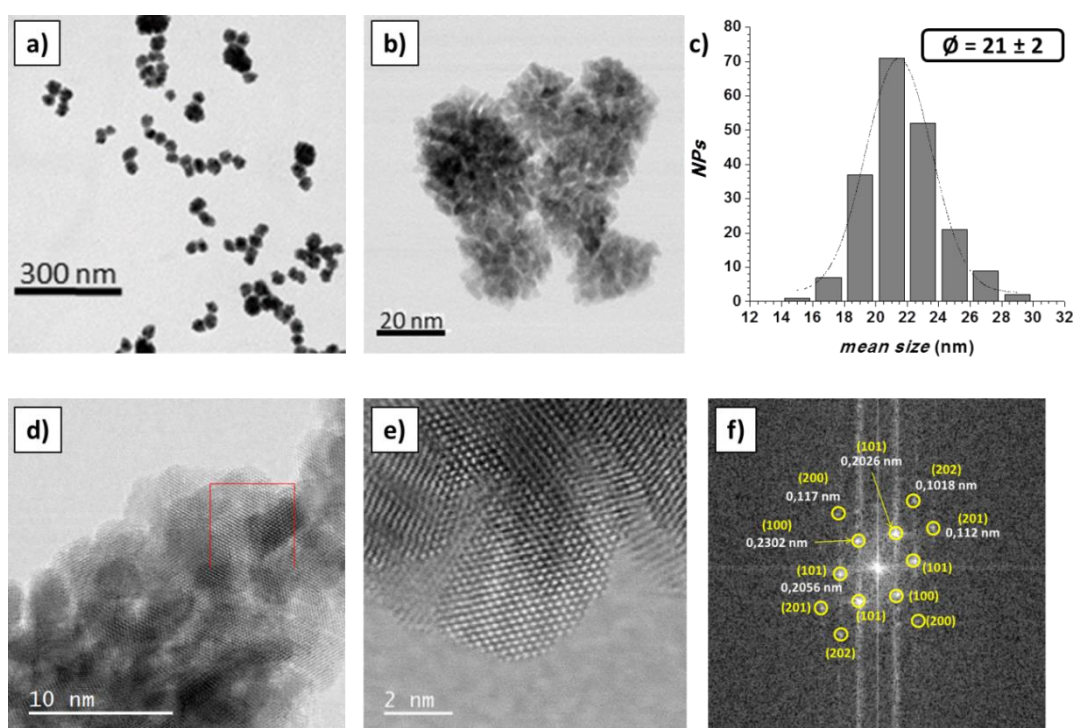 a)
300 nm
b)
20 nm
c)
Ø = 21 ± 2
80
70
60
50
40
30
20
10
0
NPs
12 14 16 18 20 22 24 26 28 30 32
mean size (nm)
d)
10 nm
e)
2 nm
f)
(101)
0,2026 nm
(202)
0,1018 nm
(200)
0,117 nm
(201)
0,112 nm
(100)
0,2302 nm
(101)
(101)
0,2056 nm
(100)
(201)
(101)
(200)
(202)